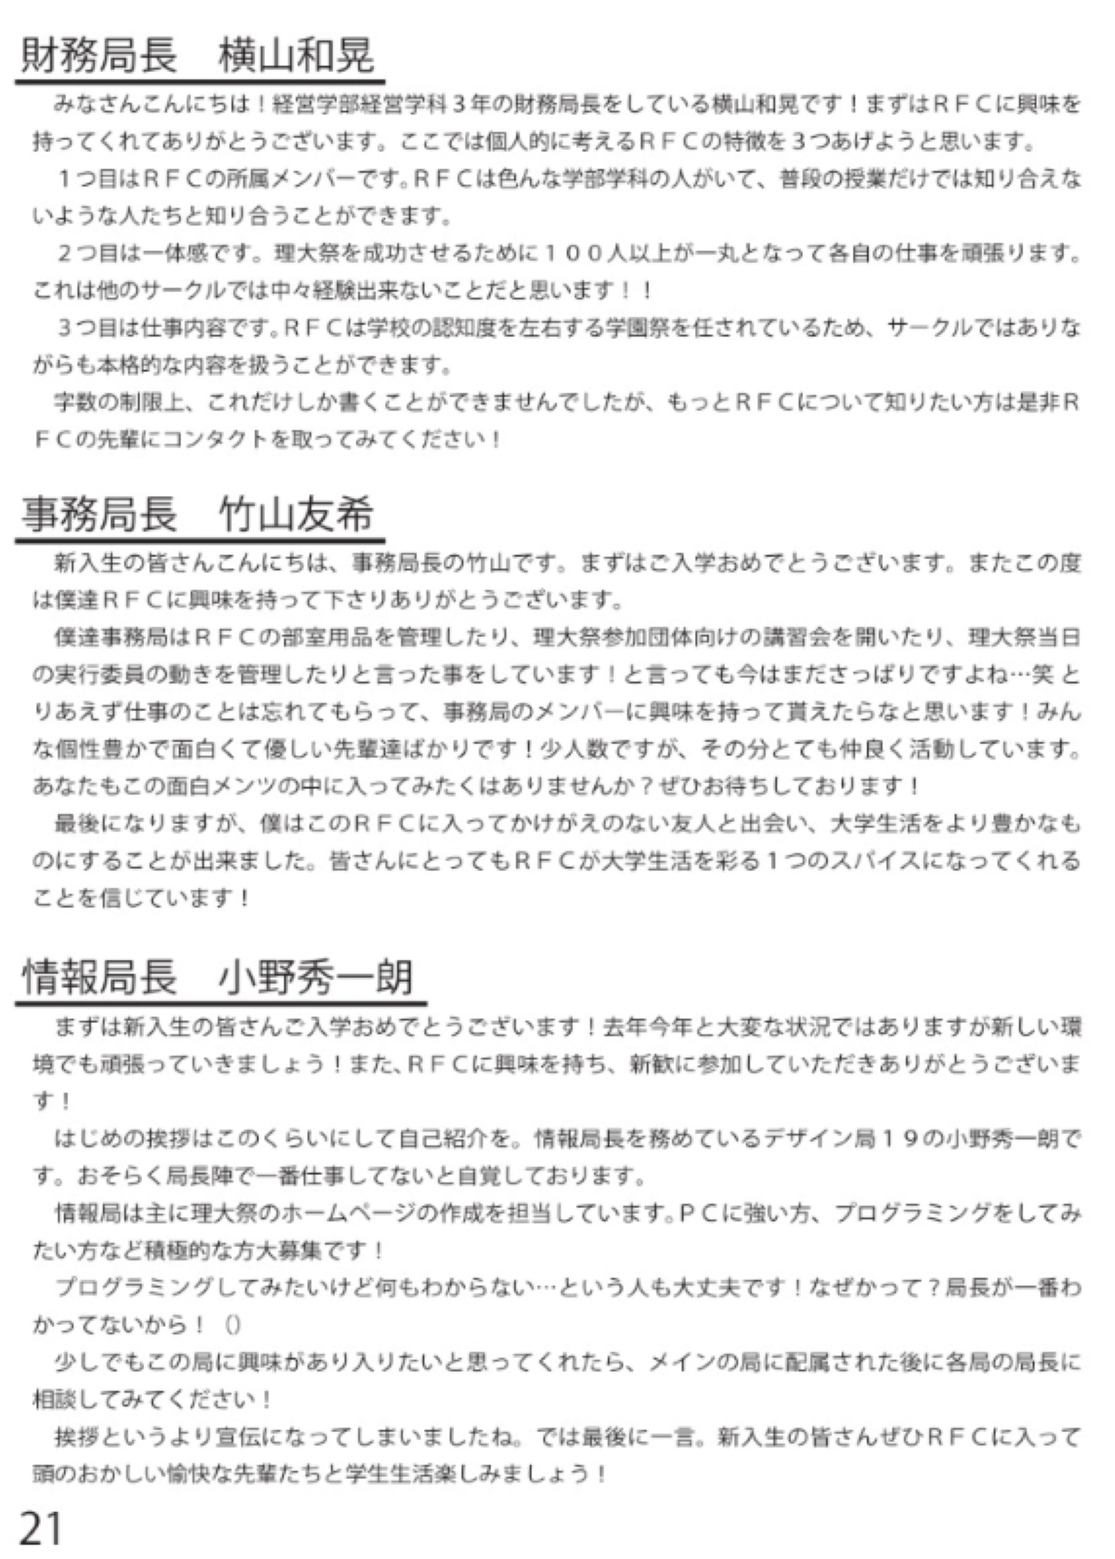 財務局長　横山和晃
　みなさんこんにちは！経営学部経営学科３年の財務局長をしている横山和晃です！まずはＲＦＣに興味を
持ってくれてありがとうございます。ここでは個人的に考えるＲＦＣの特徴を３つあげようと思います。
　１つ目はＲＦＣの所属メンバーです。ＲＦＣは色んな学部学科の人がいて、普段の授業だけでは知り合えな
いような人たちと知り合うことができます。
　２つ目は一体感です。理大祭を成功させるために１００人以上が一丸となって各自の仕事を頑張ります。
これは他のサークルでは中々経験出来ないことだと思います！！
　３つ目は仕事内容です。ＲＦＣは学校の認知度を左右する学園祭を任されているため、サークルではありな
がらも本格的な内容を扱うことができます。
　字数の制限上、これだけしか書くことができませんでしたが、もっとＲＦＣについて知りたい方は是非Ｒ
ＦＣの先輩にコンタクトを取ってみてください！
事務局長　竹山友希
　新入生の皆さんこんにちは、事務局長の竹山です。まずはご入学おめでとうございます。またこの度
は僕達ＲＦＣに興味を持って下さりありがとうございます。
　僕達事務局はＲＦＣの部室用品を管理したり、理大祭参加団体向けの講習会を開いたり、理大祭当日
の実行委員の動きを管理したりと言った事をしています！と言っても今はまださっぱりですよね…笑 と
りあえず仕事のことは忘れてもらって、事務局のメンバーに興味を持って貰えたらなと思います！みん
な個性豊かで面白くて優しい先輩達ばかりです！少人数ですが、その分とても仲良く活動しています。
あなたもこの面白メンツの中に入ってみたくはありませんか？ぜひお待ちしております！
　最後になりますが、僕はこのＲＦＣに入ってかけがえのない友人と出会い、大学生活をより豊かなも
のにすることが出来ました。皆さんにとってもＲＦＣが大学生活を彩る１つのスパイスになってくれる
ことを信じています！
情報局長　小野秀一朗
　まずは新入生の皆さんご入学おめでとうございます！去年今年と大変な状況ではありますが新しい環
境でも頑張っていきましょう！また、ＲＦＣに興味を持ち、新歓に参加していただきありがとうございま
す！
　はじめの挨拶はこのくらいにして自己紹介を。情報局長を務めているデザイン局１９の小野秀一朗で
す。おそらく局長陣で一番仕事してないと自覚しております。
　情報局は主に理大祭のホームページの作成を担当しています。ＰＣに強い方、プログラミングをしてみ
たい方など積極的な方大募集です！
　プログラミングしてみたいけど何もわからない…という人も大丈夫です！なぜかって？局長が一番わ
かってないから！（）
　少しでもこの局に興味があり入りたいと思ってくれたら、メインの局に配属された後に各局の局長に
相談してみてください！
　挨拶というより宣伝になってしまいましたね。では最後に一言。新入生の皆さんぜひＲＦＣに入って
頭のおかしい愉快な先輩たちと学生生活楽しみましょう！
21